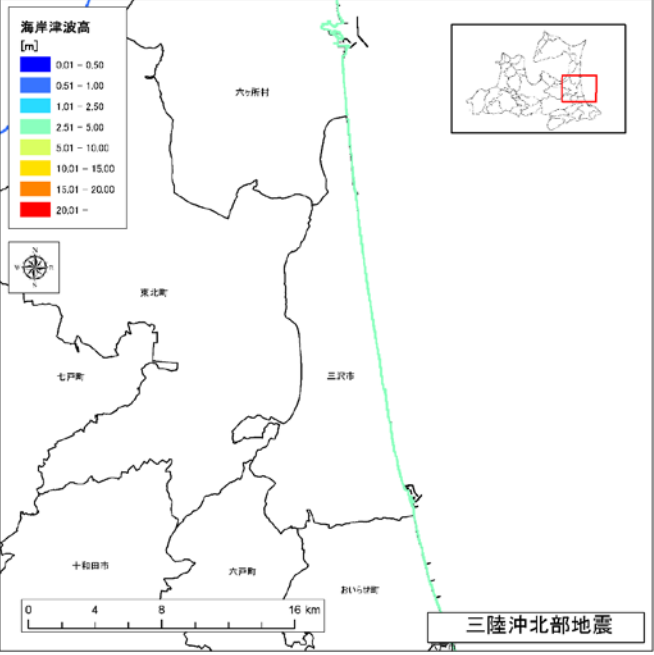 海岸津波高
[m]
0.01 - 0.50
0.51 - 1.00
1.01 - 2.50
2.51 - 5.00
5.01 - 10.00
10.01 - 15.00
15.01 - 20.00
20.01 -
六ヶ所村
N
東北町
七戸町
三沢市
十和田市
六戸町
おいらせ町
0 4 8 16 km
三陸沖北部地震